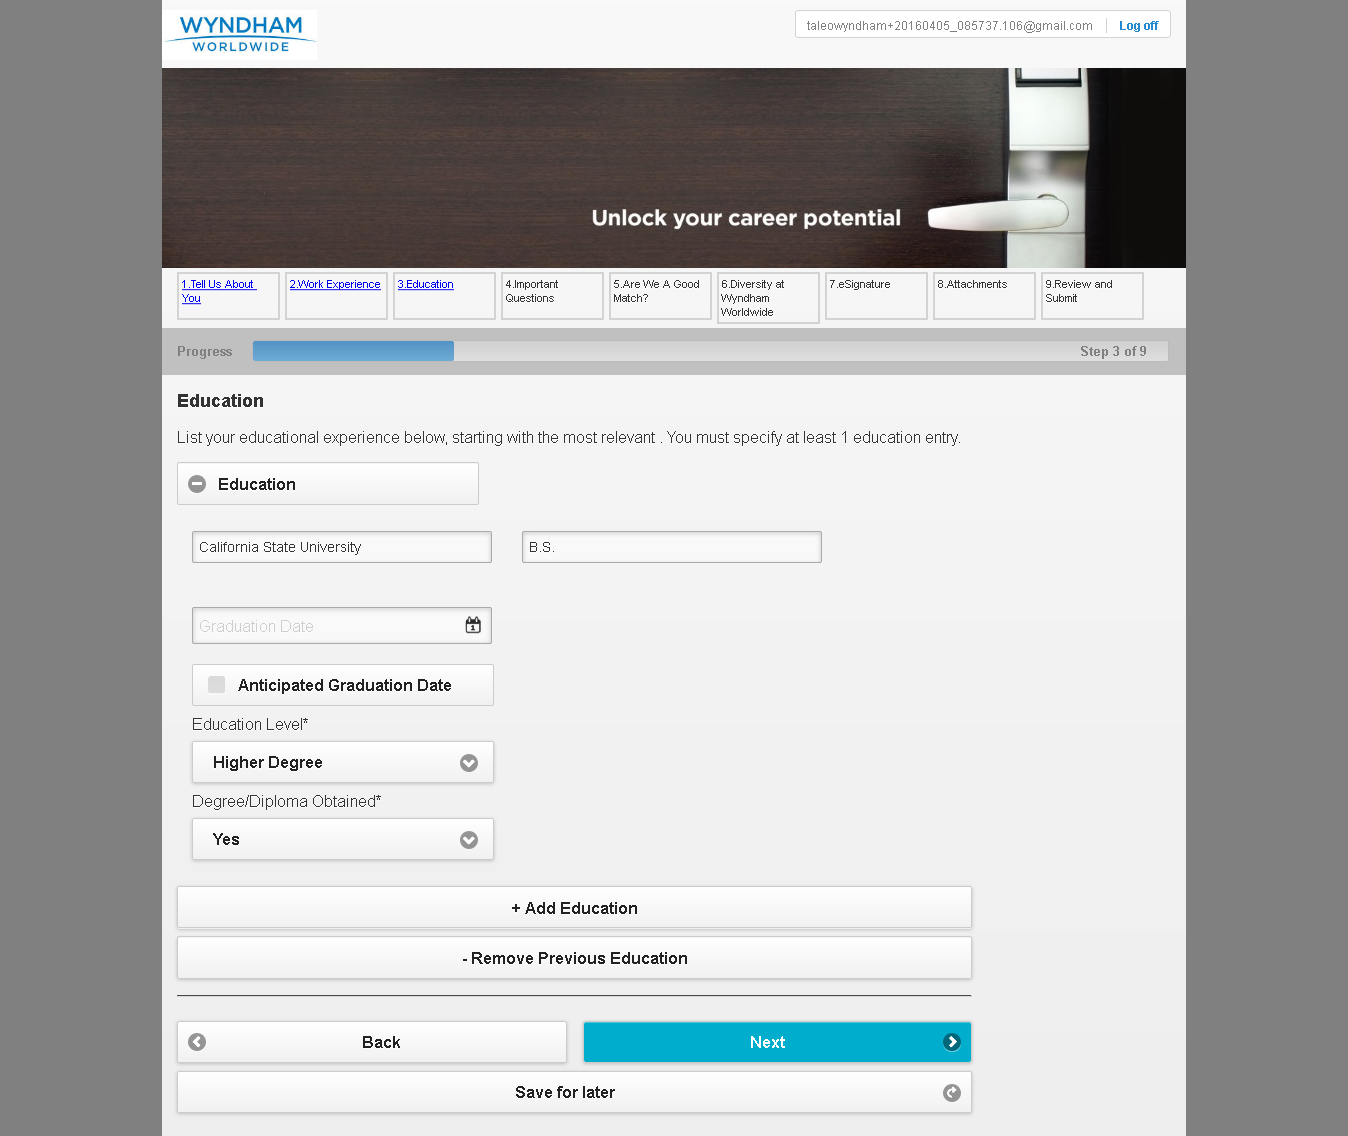 WYNDHAM
WORLDWIDE
taleowyndham+20160405_085737.106@gmail.com
Log off
Unlock your career potential
1.Tell Us About
You
2.Work Experience
3.Education
4.Important
Questions
5.Are We A Good
Match?
6.Diversity at
Wyndham
Worldwide
7.eSignature
8.Attachments
9.Review and
Submit
Progress
Step 3 of 9
Education
List your educational experience below, starting with the most relevant . You must specify at least 1 education entry.
Education
California State University
B.S.
Graduation Date
1
Anticipated Graduation Date
Education Level*
Higher Degree
Degree/Diploma Obtained*
Yes
+ Add Education
- Remove Previous Education
Back
Next
Save for later